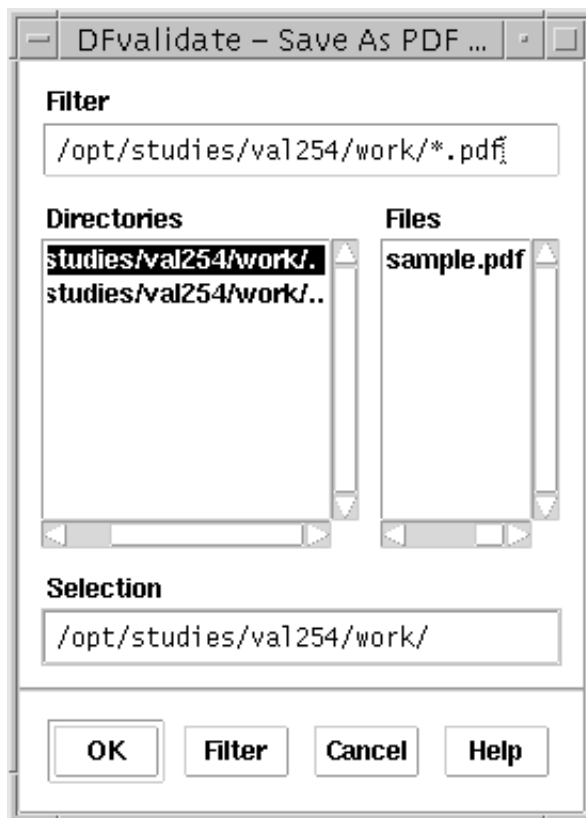 DFvalidate – Save As PDF ...
Filter
/opt/studies/val254/work/*.pdf
Directories Files
studies/val254/work/. sample.pdf
studies/val254/work/..
Selection
/opt/studies/val254/work/
OK Filter Cancel Help